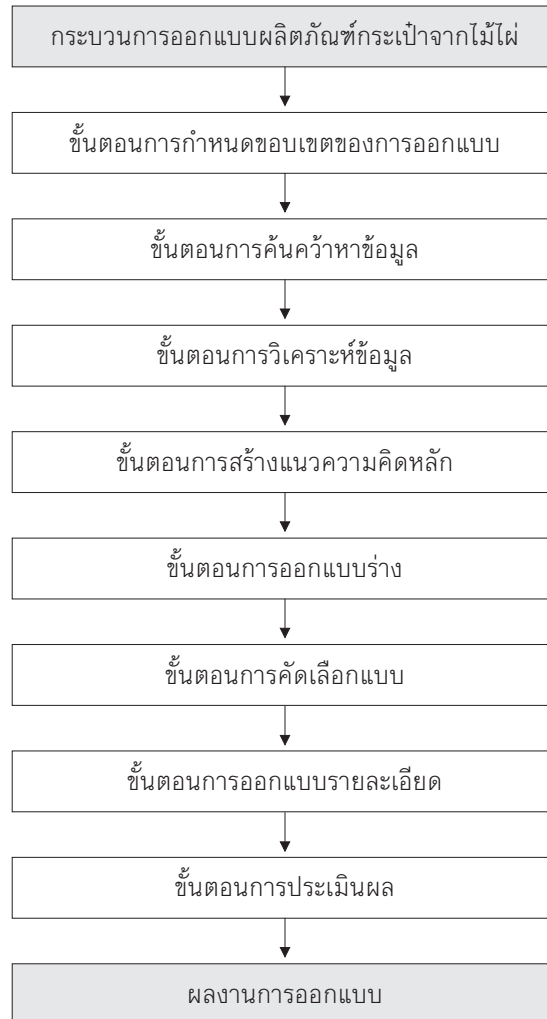 กระบวนการออกแบบผลิตภัณฑ์กระเป๋าจากไม้ไผ่
ขั้นตอนการกำหนดขอบเขตของการออกแบบ
ขั้นตอนการค้นคว้าหาข้อมูล
ขั้นตอนการวิเคราะห์ข้อมูล
ขั้นตอนการสร้างแนวความคิดหลัก
ขั้นตอนการออกแบบร่าง
ขั้นตอนการคัดเลือกแบบ
ขั้นตอนการออกแบบรายละเอียด
ขั้นตอนการประเมินผล
ผลงานการออกแบบ